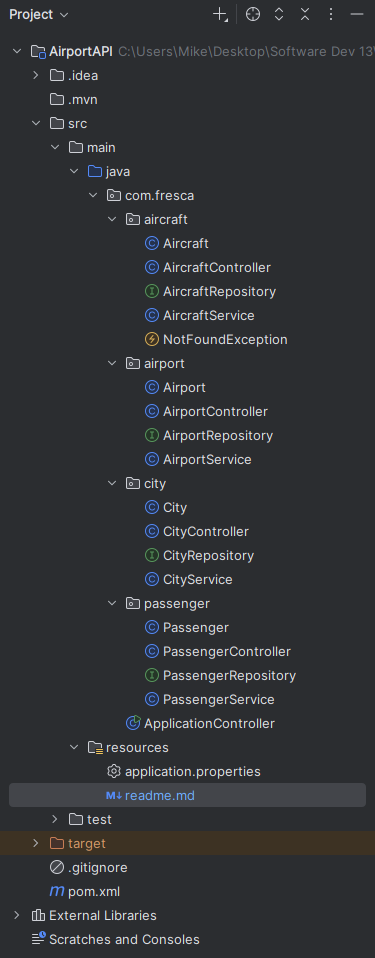 Project
AirportAPI C:\Users\Mike\Desktop\Software Dev 13\
.idea
.mvn
src
main
java
com.fresca
aircraft
Aircraft
AircraftController
AircraftRepository
AircraftService
NotFoundException
airport
Airport
AirportController
AirportRepository
AirportService
city
City
CityController
CityRepository
CityService
passenger
Passenger
PassengerController
PassengerRepository
PassengerService
ApplicationController
resources
application.properties
M↓ readme.md
test
target
.gitignore
m pom.xml
External Libraries
Scratches and Consoles